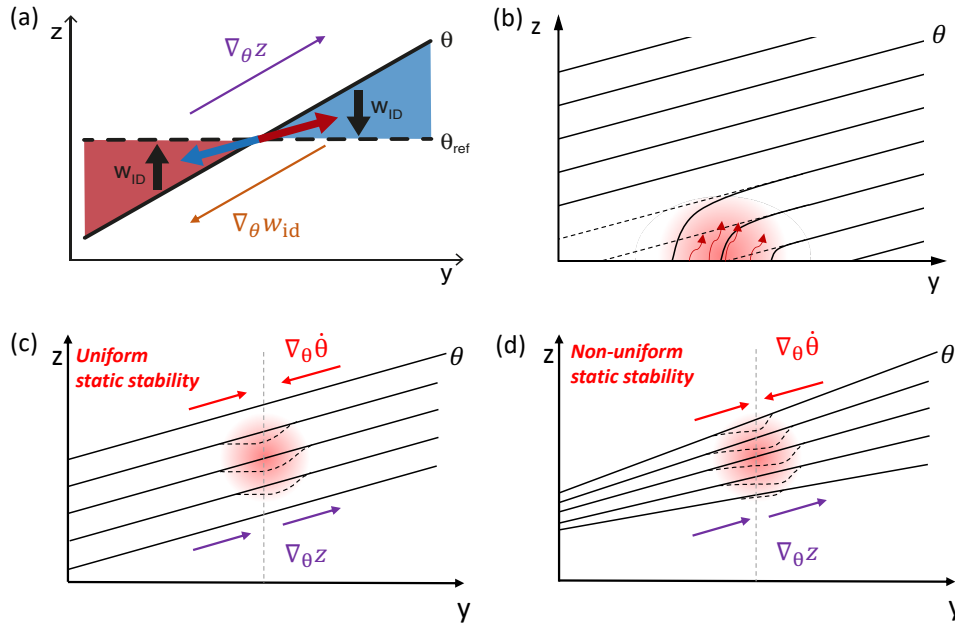 (a)
z
∇θz
θ
wID
θref
wID
∇θwid
y
(b)
z
θ
y
(c)
z
Uniform
static stability
∇θθ̇
θ
∇θz
y
(d)
z
Non-uniform
static stability
∇θθ̇
θ
∇θz
y